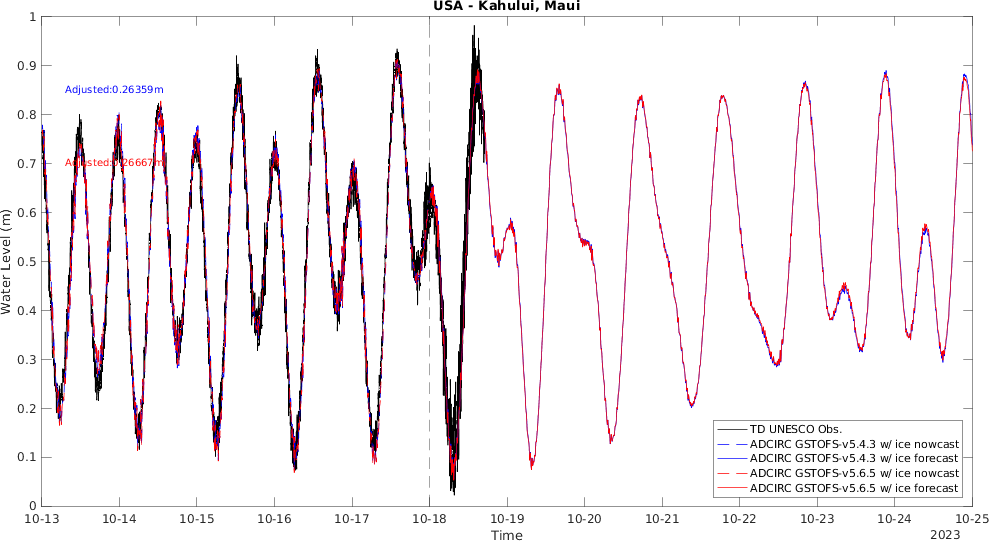 USA - Kahului, Maui
1
0.9
0.8
0.7
0.6
0.5
0.4
0.3
0.2
0.1
0
Water Level (m)
Adjusted:0.26359m
Adjusted:0.26667m
TD UNESCO Obs.
ADCIRC GSTOFS-v5.4.3 w/ ice nowcast
ADCIRC GSTOFS-v5.4.3 w/ ice forecast
ADCIRC GSTOFS-v5.6.5 w/ ice nowcast
ADCIRC GSTOFS-v5.6.5 w/ ice forecast
10-13 10-14 10-15 10-16 10-17 10-18 10-19 10-20 10-21 10-22 10-23 10-24 10-25
Time
2023